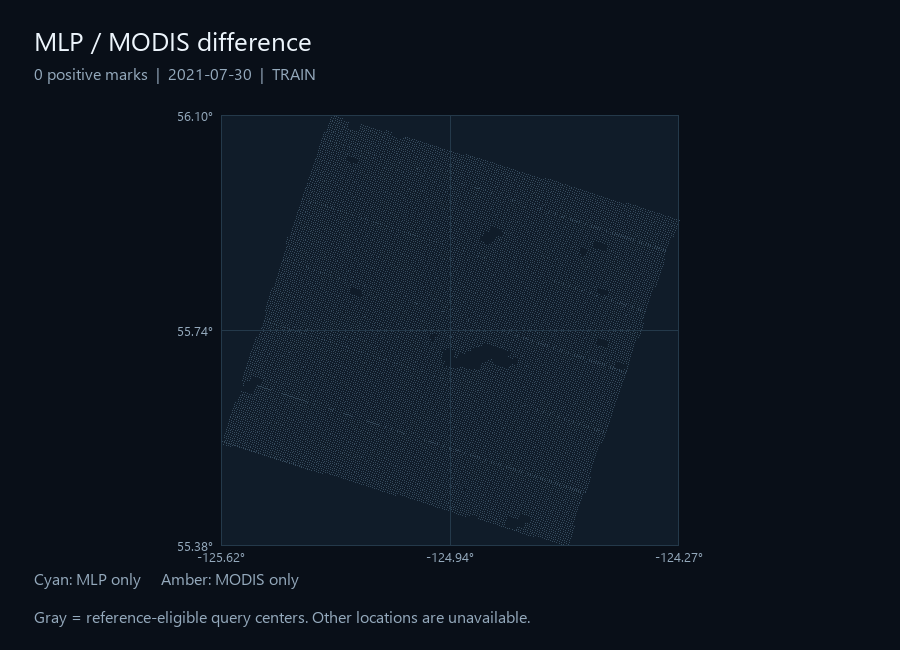 MLP / MODIS difference
0 positive marks | 2021-07-30 | TRAIN
56.10°
55.74°
55.38°
-125.62° -124.94° -124.27°
Cyan: MLP only Amber: MODIS only
Gray = reference-eligible query centers. Other locations are unavailable.